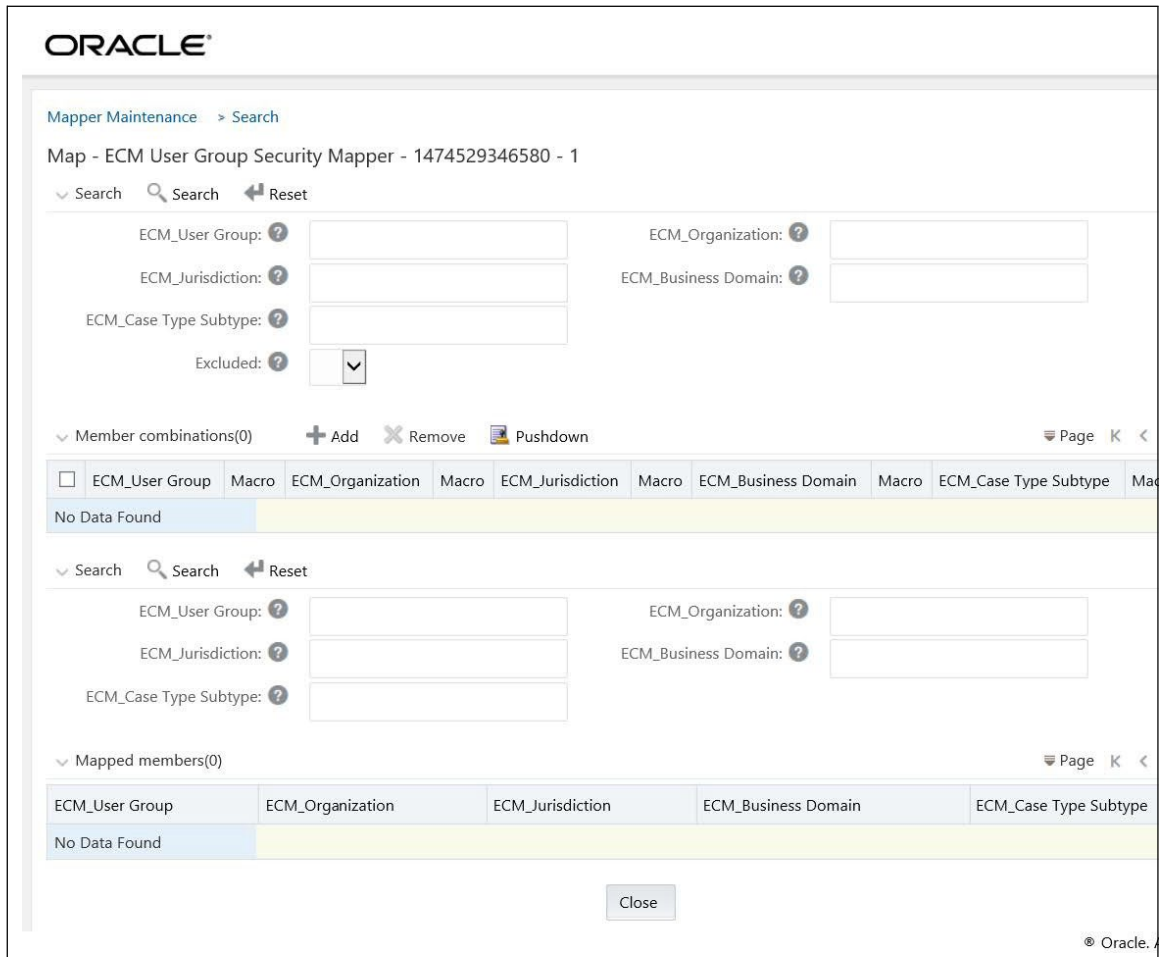 ORACLE®
Mapper Maintenance > Search
Map - ECM User Group Security Mapper - 1474529346580 - 1
Search Search Reset
ECM_User Group: ? ECM_Organization: ?
ECM_Jurisdiction: ? ECM_Business Domain: ?
ECM_Case Type Subtype: ?
Excluded: ?
Member combinations(0) Add Remove Pushdown Page
ECM_User Group Macro ECM_Organization Macro ECM_Jurisdiction Macro ECM_Business Domain Macro ECM_Case Type Subtype Mac
No Data Found
Search Search Reset
ECM_User Group: ? ECM_Organization: ?
ECM_Jurisdiction: ? ECM_Business Domain: ?
ECM_Case Type Subtype: ?
Mapped members(0) Page
ECM_User Group ECM_Organization ECM_Jurisdiction ECM_Business Domain ECM_Case Type Subtype
No Data Found
Close
® Oracle.